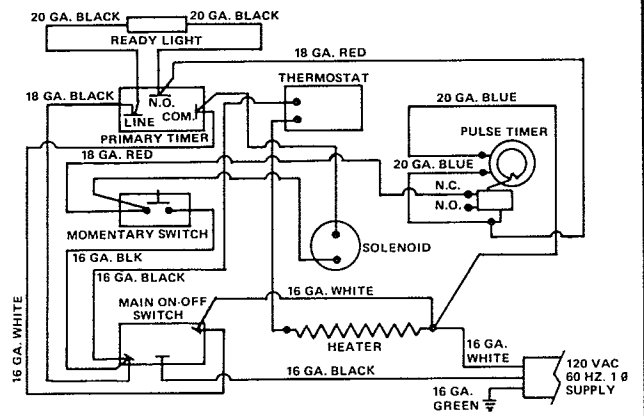 20 GA. BLACK
20 GA. BLACK
READY LIGHT
18 GA. RED
THERMOSTAT
18 GA. BLACK
N.O.
COM.
LINE
PRIMARY TIMER
20 GA. BLUE
PULSE TIMER
18 GA. RED
20 GA. BLUE
N.C.
N.O.
MOMENTARY SWITCH
SOLENOID
16 GA. BLK
16 GA. BLACK
16 GA. WHITE
MAIN ON-OFF
SWITCH
16 GA. WHITE
HEATER
16 GA.
WHITE
16 GA. BLACK
120 VAC
60 HZ. 1 Ø
SUPPLY
16 GA.
GREEN